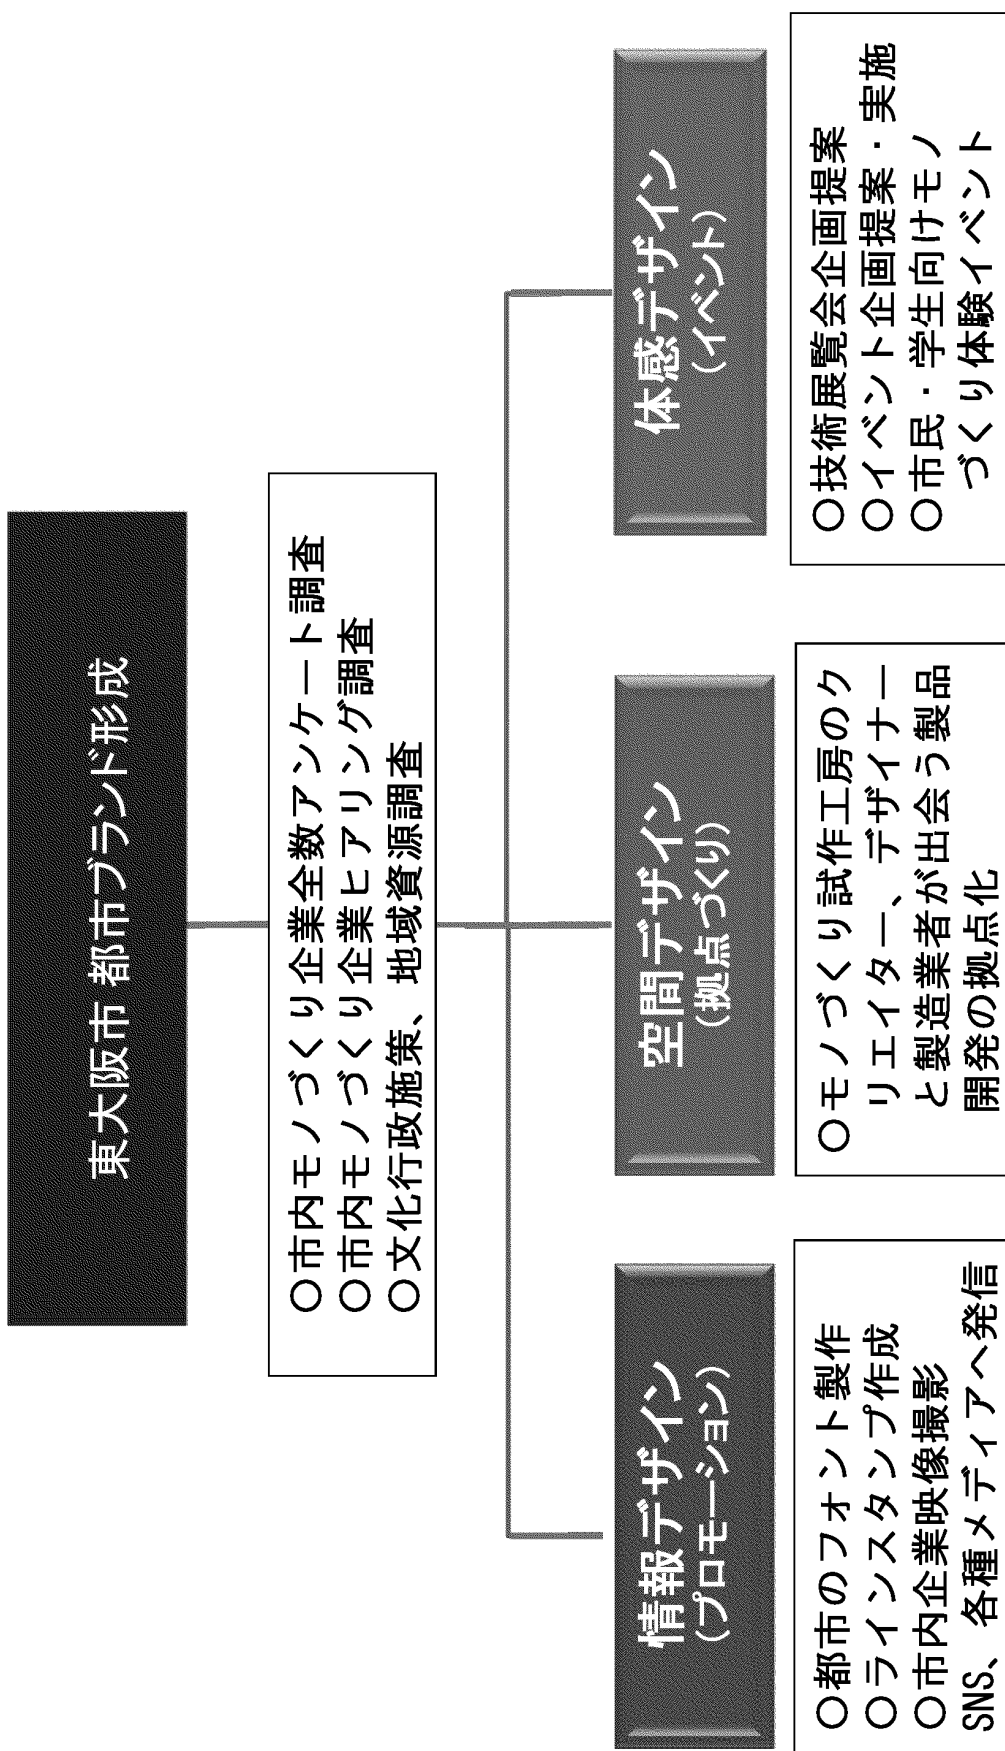 東大阪市 都市ブランド形成
○市内モノづくり企業全数アンケート調査
○市内モノづくり企業ヒアリング調査
○文化行政施策、地域資源調査
情報デザイン
(プロモーション)
○都市のフォント製作
○ラインスタンプ作成
○市内企業映像撮影
SNS、各種メディアへ発信
空間デザイン
(拠点づくり)
○モノづくり試作工房のク
リエイター、デザイナー
と製造業者が出会う製品
開発の拠点化
体感デザイン
(イベント)
○技術展覧会企画提案
○イベント企画提案・実施
○市民・学生向けモノ
づくり体験イベント